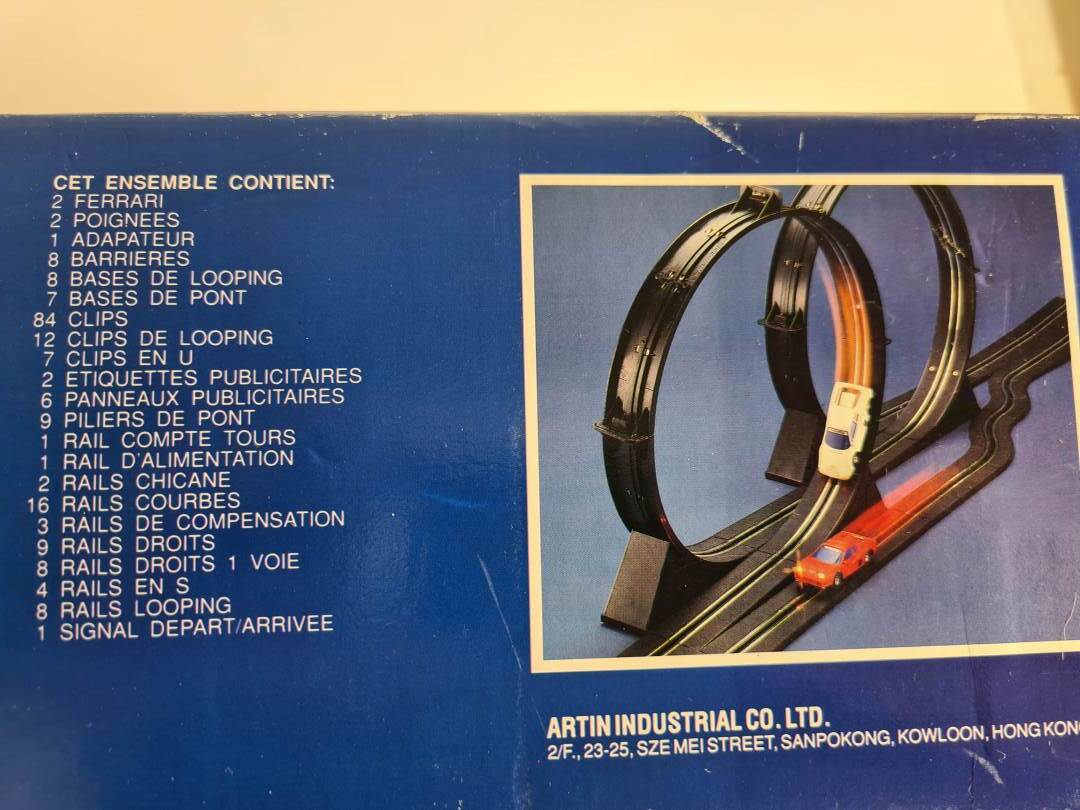 CET ENSEMBLE CONTIENT:
2 FERRARI
2 POIGNEES
1 ADAPATEUR
8 BARRIERES
8 BASES DE LOOPING
7 BASES DE PONT
84 CLIPS
12 CLIPS DE LOOPING
7 CLIPS EN U
2 ETIQUETTES PUBLICITAIRES
6 PANNEAUX PUBLICITAIRES
9 PILIERS DE PONT
1 RAIL COMPTE TOURS
1 RAIL D'ALIMENTATION
2 RAILS CHICANE
16 RAILS COURBES
3 RAILS DE COMPENSATION
9 RAILS DROITS
8 RAILS DROITS 1 VOIE
4 RAILS EN S
8 RAILS LOOPING
1 SIGNAL DEPART/ARRIVEE
ARTIN INDUSTRIAL CO. LTD.
2/F., 23-25, SZE MEI STREET, SANPOKONG, KOWLOON, HONG KON